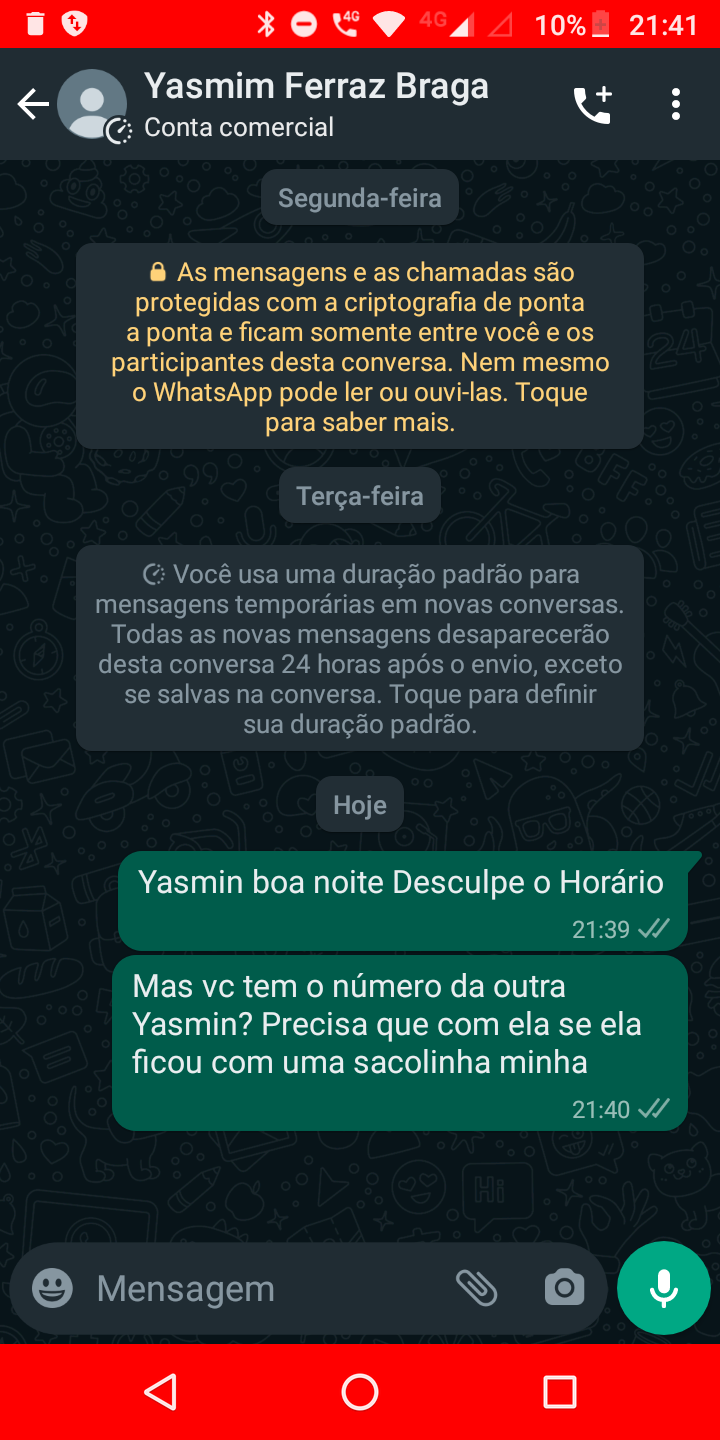 4G 4G 10% 21:41
Yasmim Ferraz Braga
Conta comercial
Segunda-feira
As mensagens e as chamadas são
protegidas com a criptografia de ponta
a ponta e ficam somente entre você e os
participantes desta conversa. Nem mesmo
o WhatsApp pode ler ou ouvi-las. Toque
para saber mais.
Terça-feira
Você usa uma duração padrão para
mensagens temporárias em novas conversas.
Todas as novas mensagens desaparecerão
desta conversa 24 horas após o envio, exceto
se salvas na conversa. Toque para definir
sua duração padrão.
Hoje
Yasmin boa noite Desculpe o Horário
21:39
Mas vc tem o número da outra
Yasmin? Precisa que com ela se ela
ficou com uma sacolinha minha
21:40
Mensagem